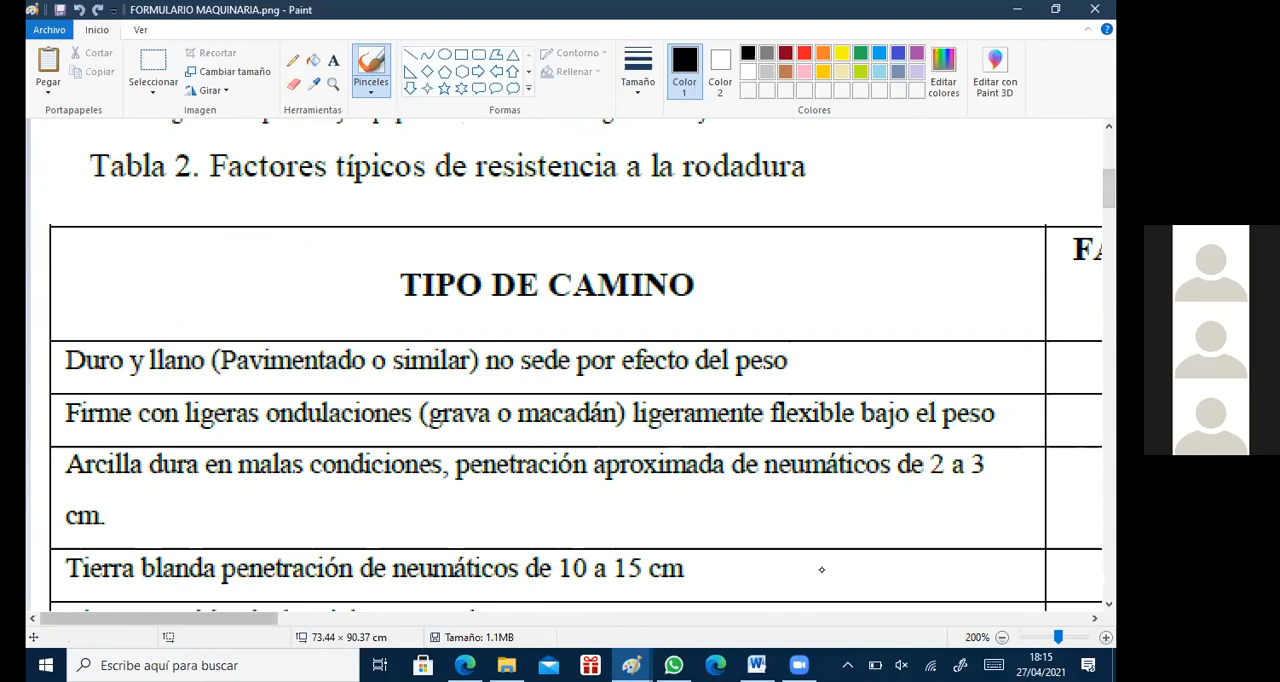 FORMULARIO MAQUINARIA.png - Paint
Archivo
Inicio
Ver
Pegar
Cortar
Copiar
Portapapeles
Seleccionar
Recortar
Cambiar tamaño
Girar
Imagen
A
Herramientas
Pinceles
Contorno
Rellenar
Formas
Tamaño
Color 1
Color 2
Editar colores
Colores
Editar con Paint 3D
Tabla 2. Factores típicos de resistencia a la rodadura
TIPO DE CAMINO
Duro y llano (Pavimentado o similar) no sede por efecto del peso
Firme con ligeras ondulaciones (grava o macadán) ligeramente flexible bajo el peso
Arcilla dura en malas condiciones, penetración aproximada de neumáticos de 2 a 3
cm.
Tierra blanda penetración de neumáticos de 10 a 15 cm
73.44 × 90.37 cm
Tamaño: 1.1MB
200%
Escribe aquí para buscar
18:15
27/04/2021